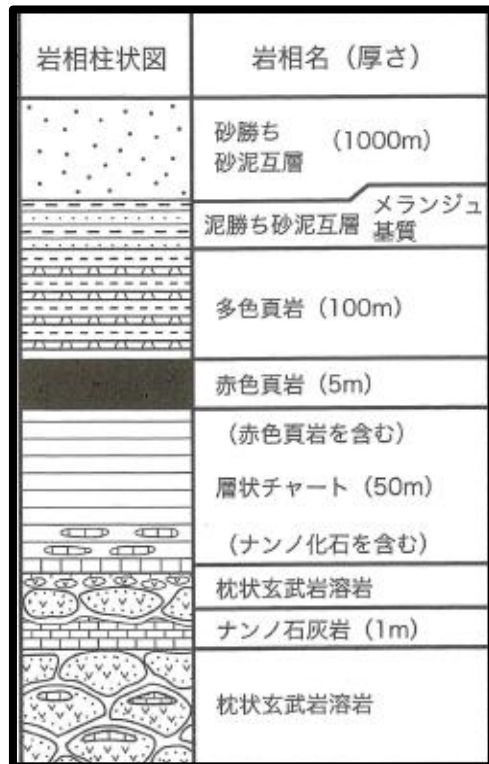 岩相柱状図
岩相名（厚さ）
砂勝ち
砂泥互層 （1000m）
泥勝ち砂泥互層
メランジュ
基質
多色頁岩（100m）
赤色頁岩（5m）
（赤色頁岩を含む）
層状チャート（50m）
（ナンノ化石を含む）
枕状玄武岩溶岩
ナンノ石灰岩（1m）
枕状玄武岩溶岩